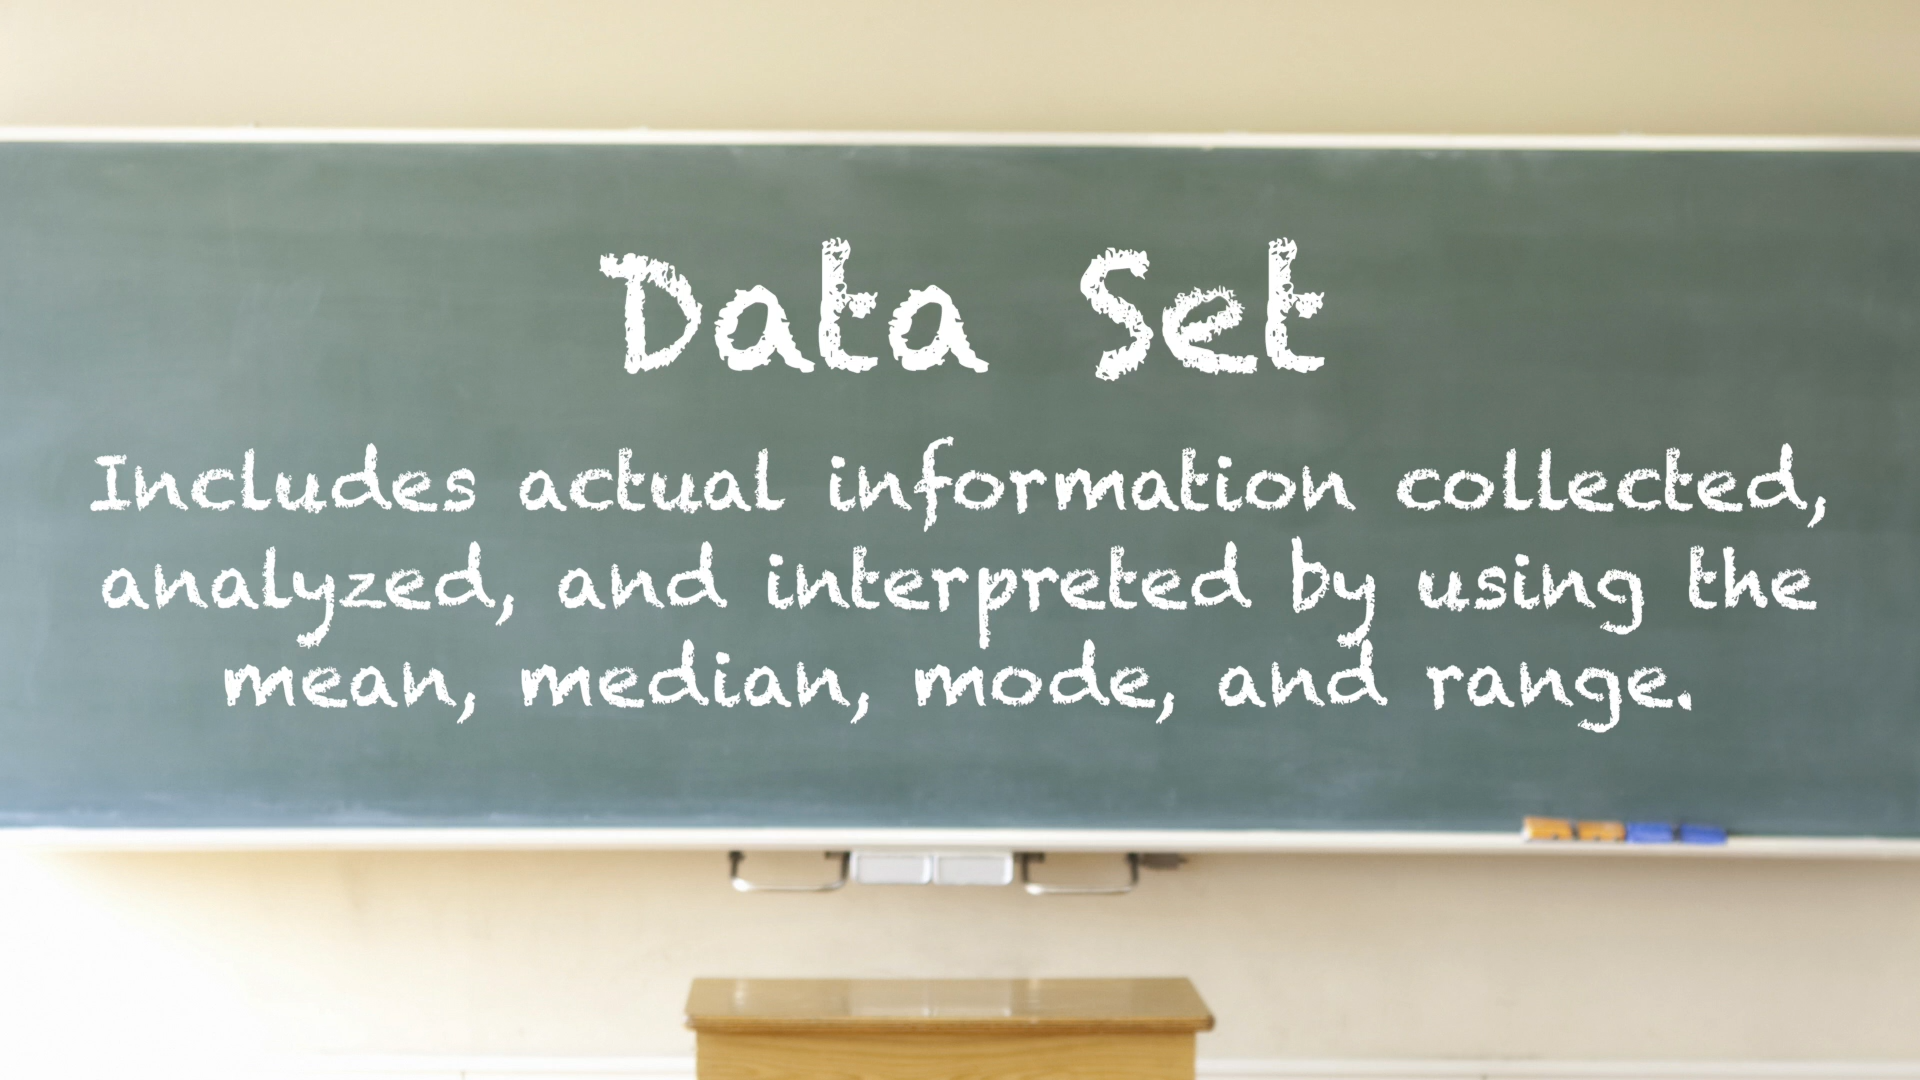 Data Set
Includes actual information collected,
analyzed, and interpreted by using the
mean, median, mode, and range.